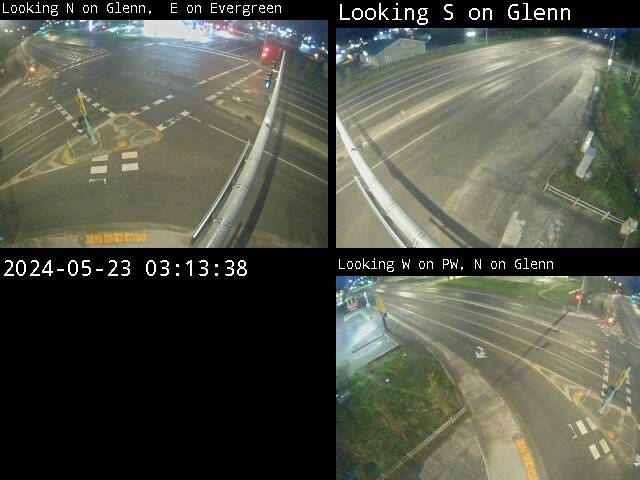 Looking N on Glenn,  E on Evergreen
Looking S on Glenn
2024-05-23 03:13:38
Looking W on PW, N on Glenn